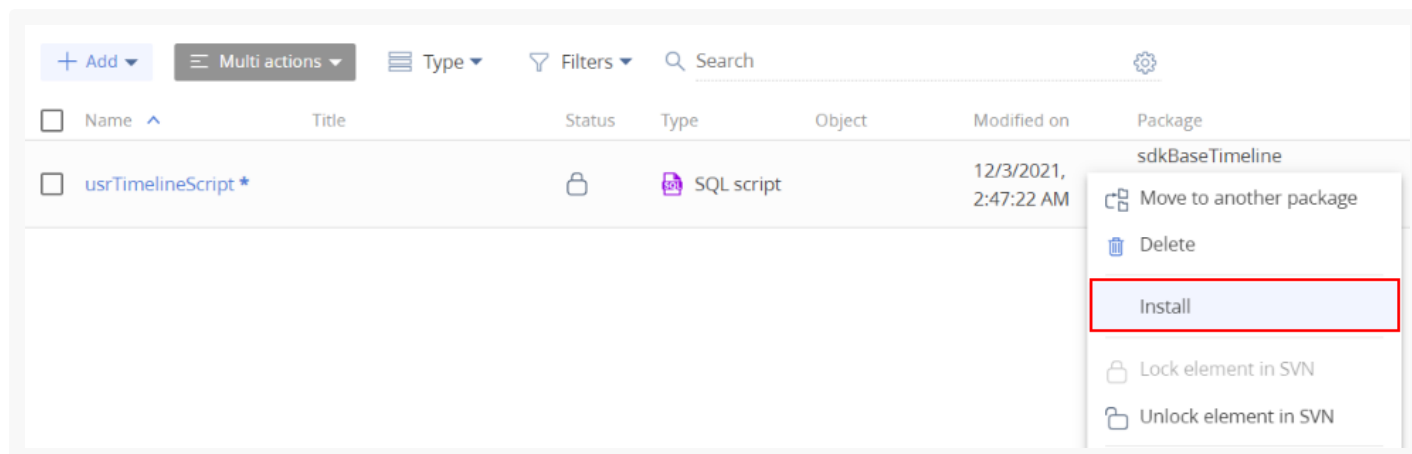 Add Multi actions Type Filters Search
Name Title Status Type Object Modified on Package
sdkBaseTimeline
usrTimelineScript * SQL SQL script 12/3/2021,
2:47:22 AM
Move to another package
Delete
Install
Lock element in SVN
Unlock element in SVN